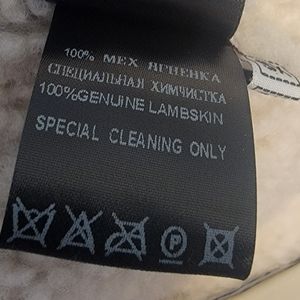 100% МЕХ ЯГНЕНКА
СПЕЦИАЛЬНАЯ ХИМЧИСТКА
100%GENUINE LAMBSKIN
SPECIAL CLEANING ONLY
P